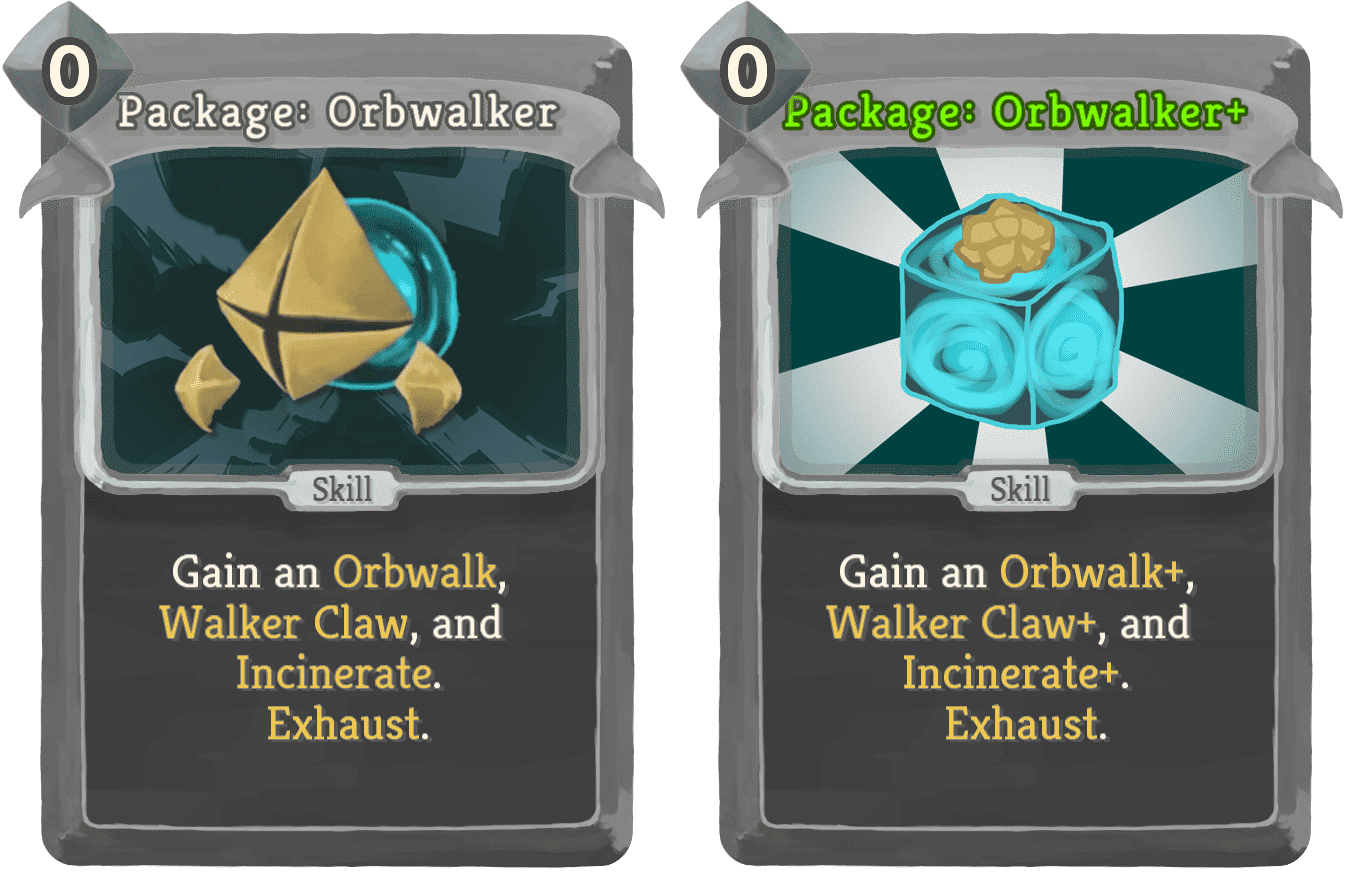 0
Package: Orbwalker
Skill
Gain an Orbwalk,
Walker Claw, and
Incinerate.
Exhaust.
0
Package: Orbwalker+
Skill
Gain an Orbwalk+,
Walker Claw+, and
Incinerate+.
Exhaust.